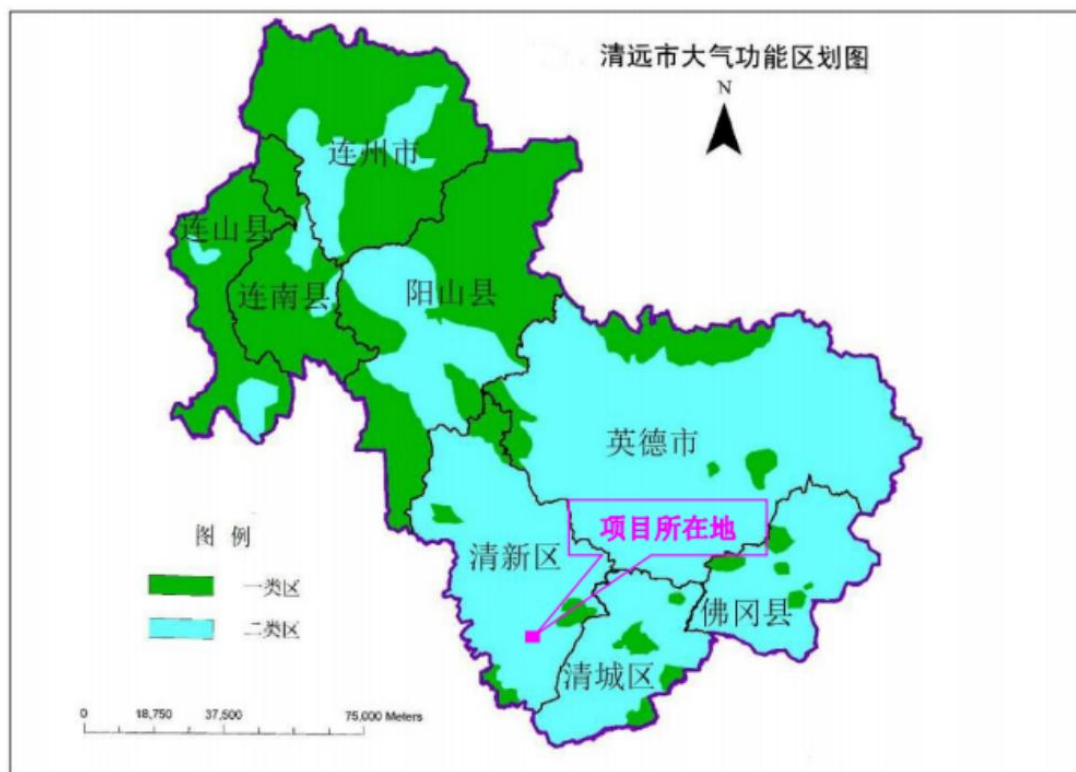 清远市大气功能区划图
N
连州市
连山县
连南县
阳山县
英德市
项目所在地
清新区
佛冈县
清城区
图 例
一类区
二类区
0 18,750 37,500 75,000 Meters